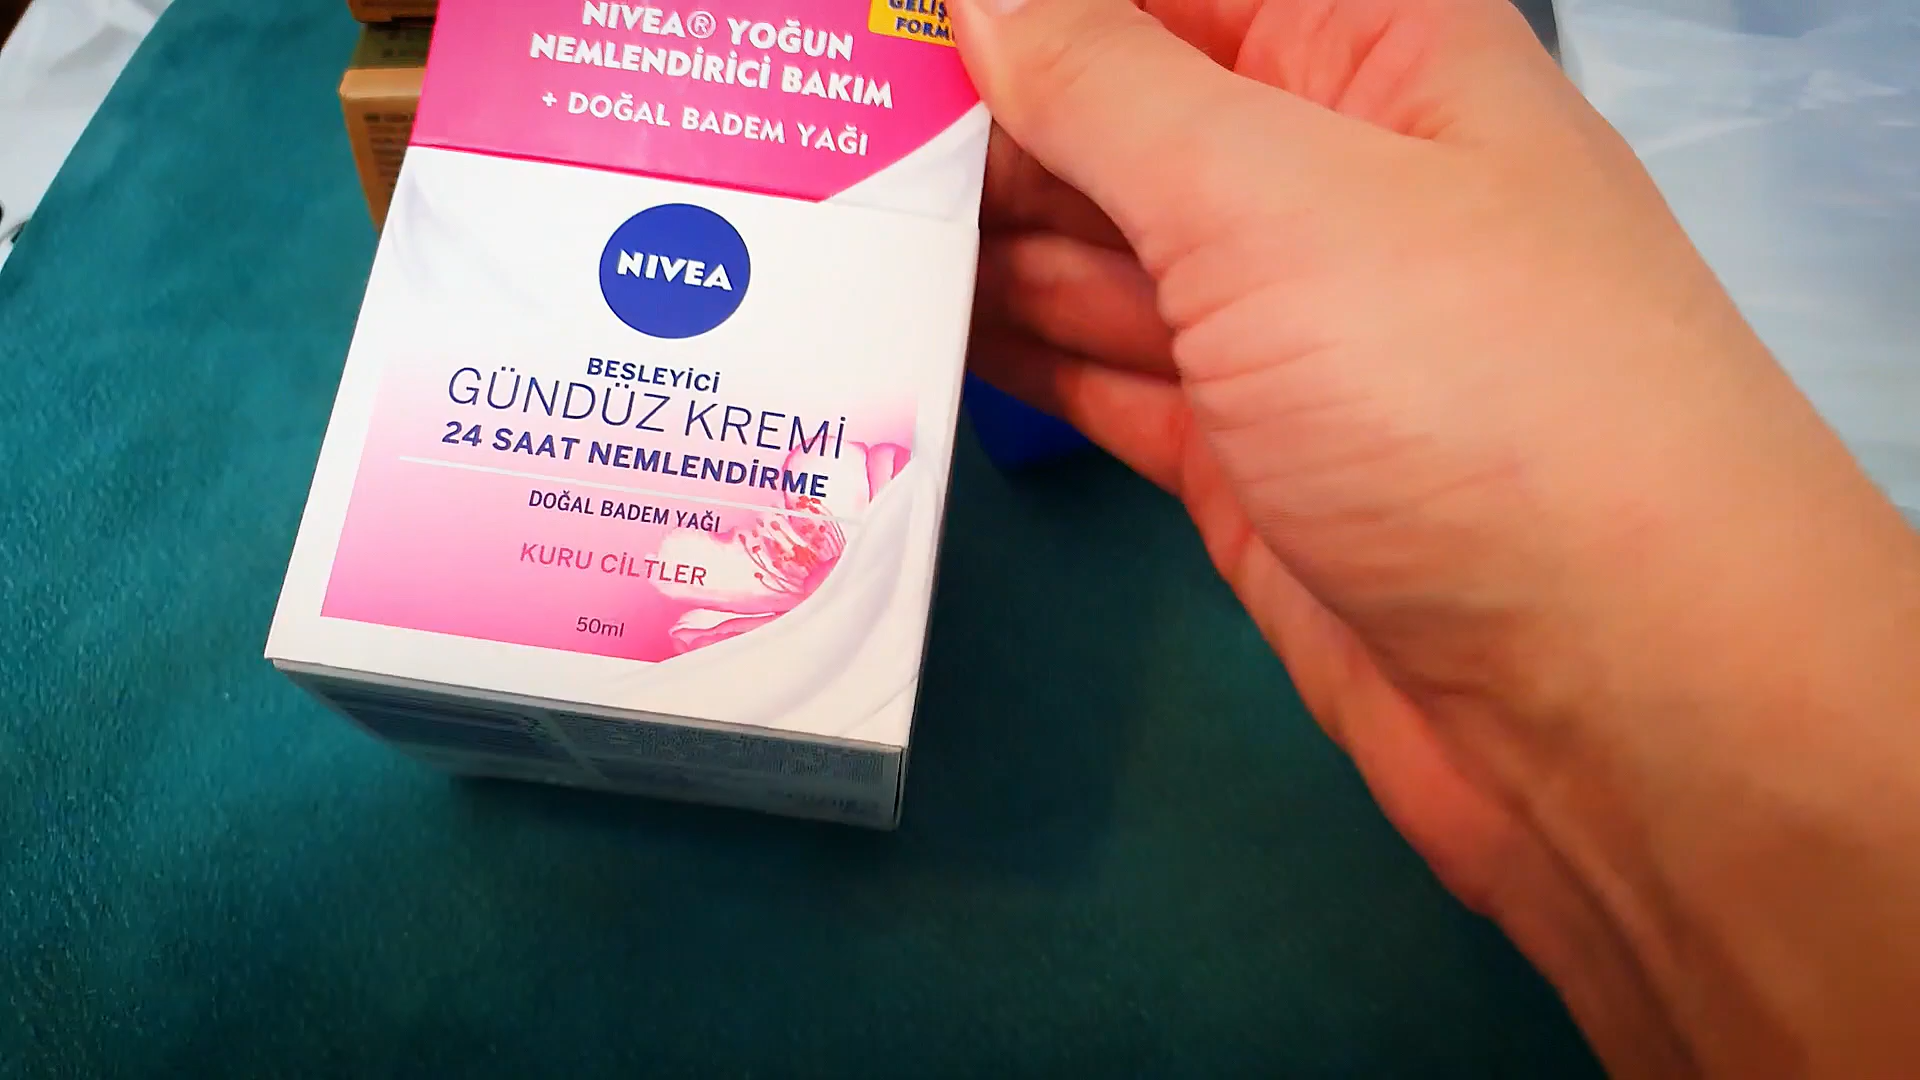 NIVEA® YOĞUN
NEMLENDİRİCİ BAKIM
+ DOĞAL BADEM YAĞI
NIVEA
BESLEYİCİ
GÜNDÜZ KREMİ
24 SAAT NEMLENDİRME
DOĞAL BADEM YAĞI
KURU CİLTLER
50ml